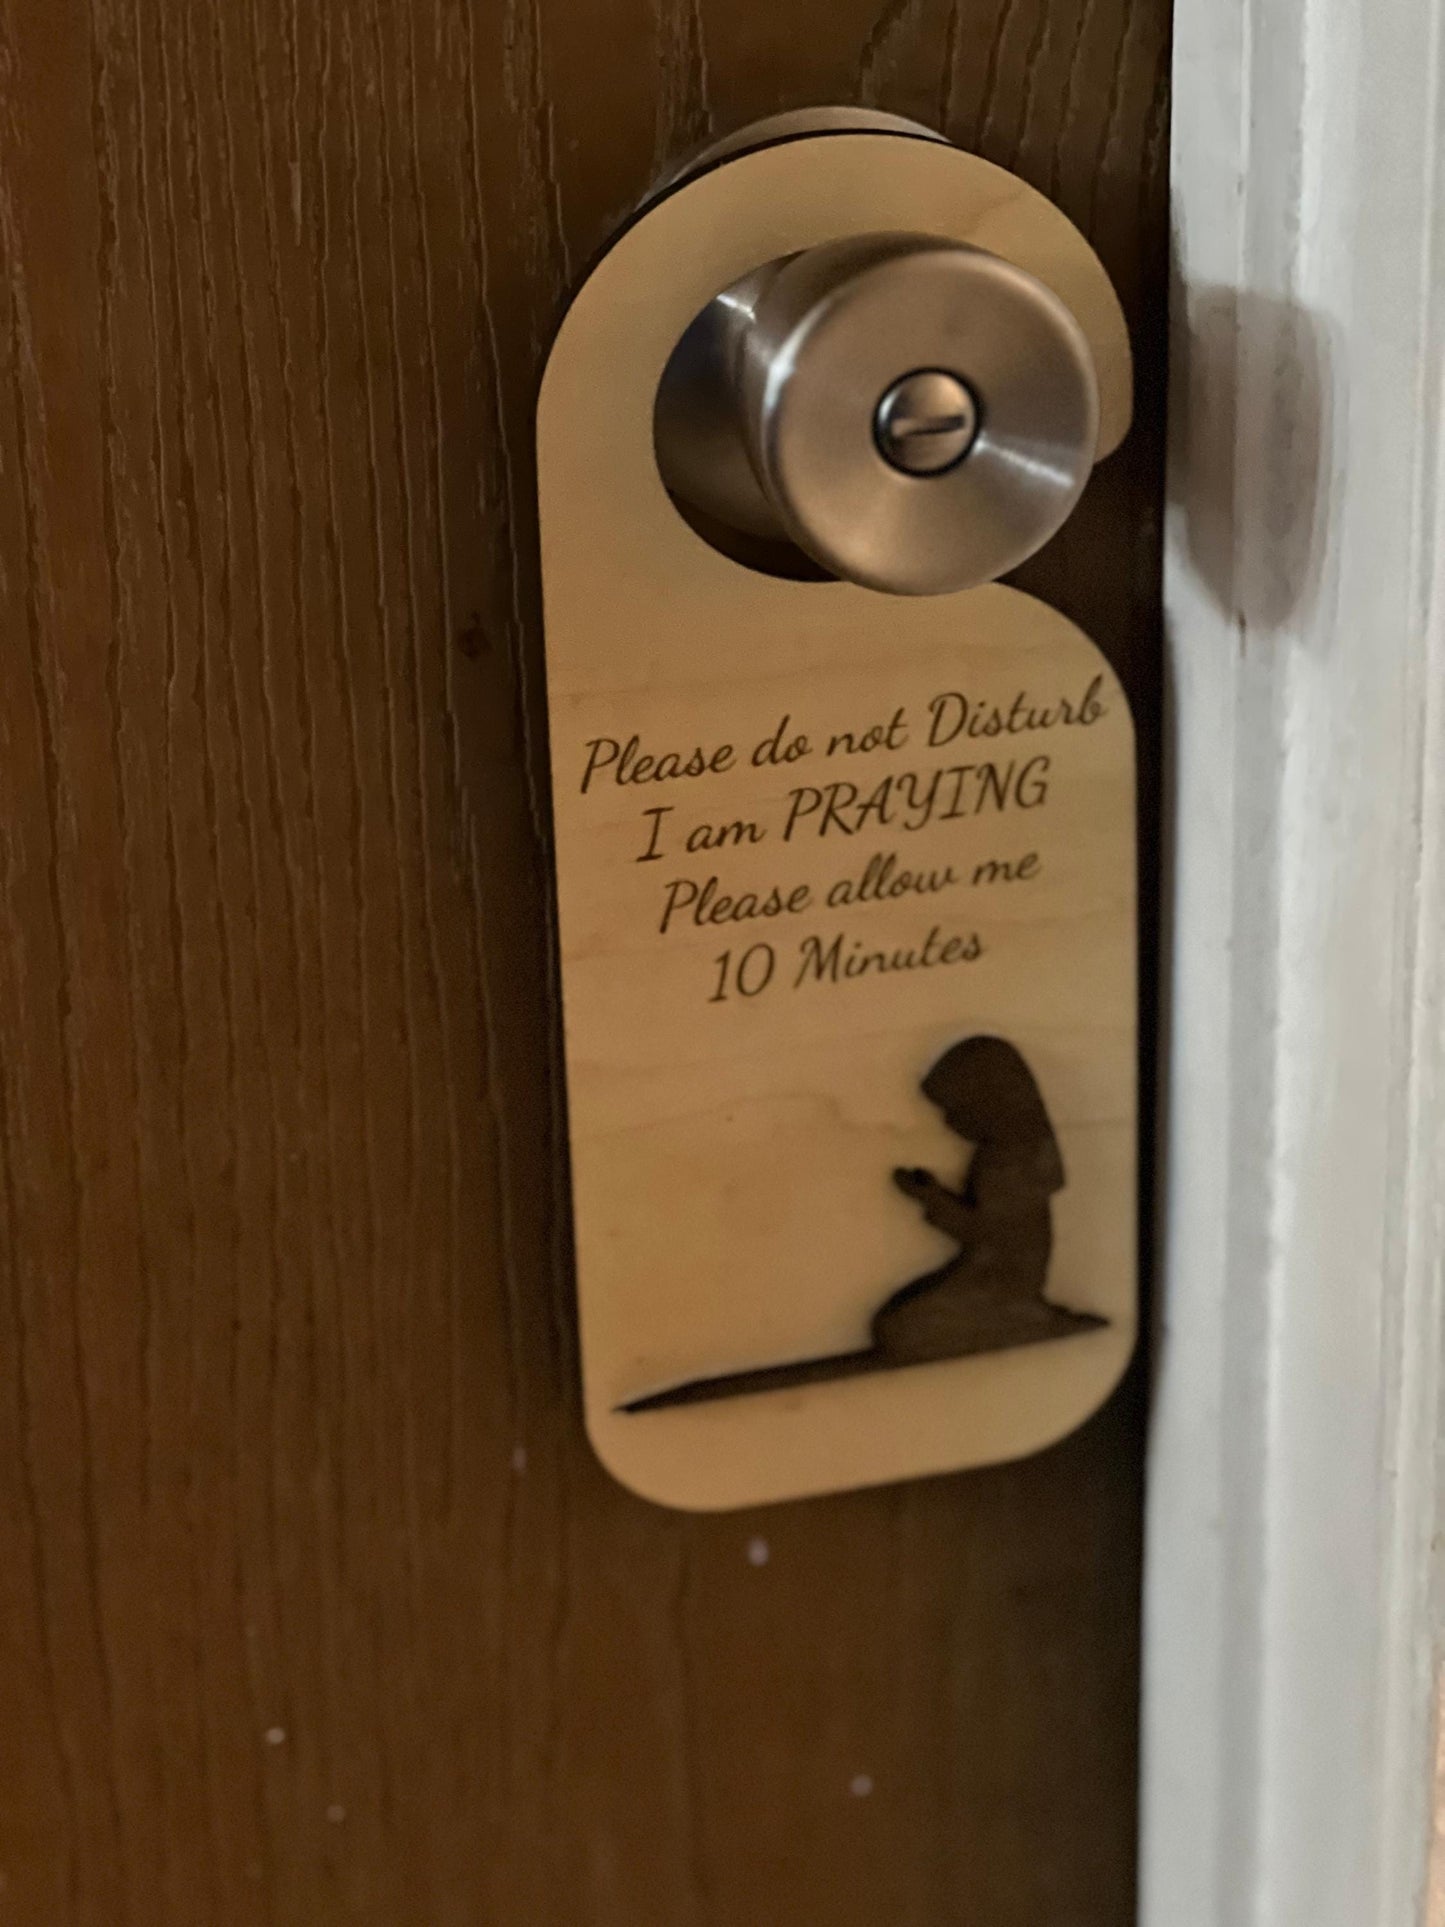 Please do not Disturb
I am PRAYING
Please allow me
10 Minutes